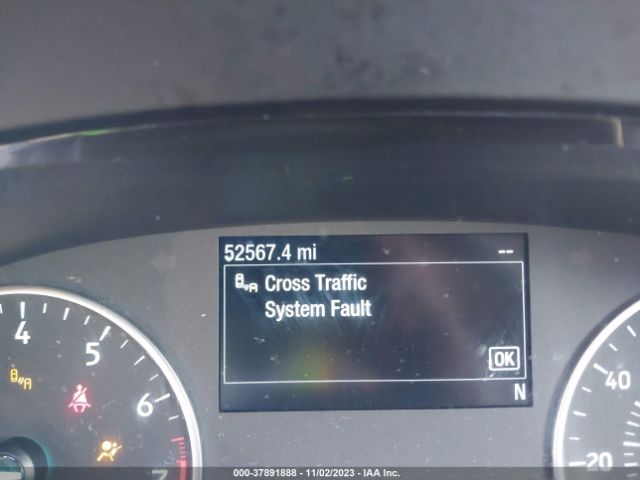 52567.4 mi --
Cross Traffic
System Fault
OK
N
4
5
6
7
40
20
000-37891888 - 11/02/2023 - IAA Inc.